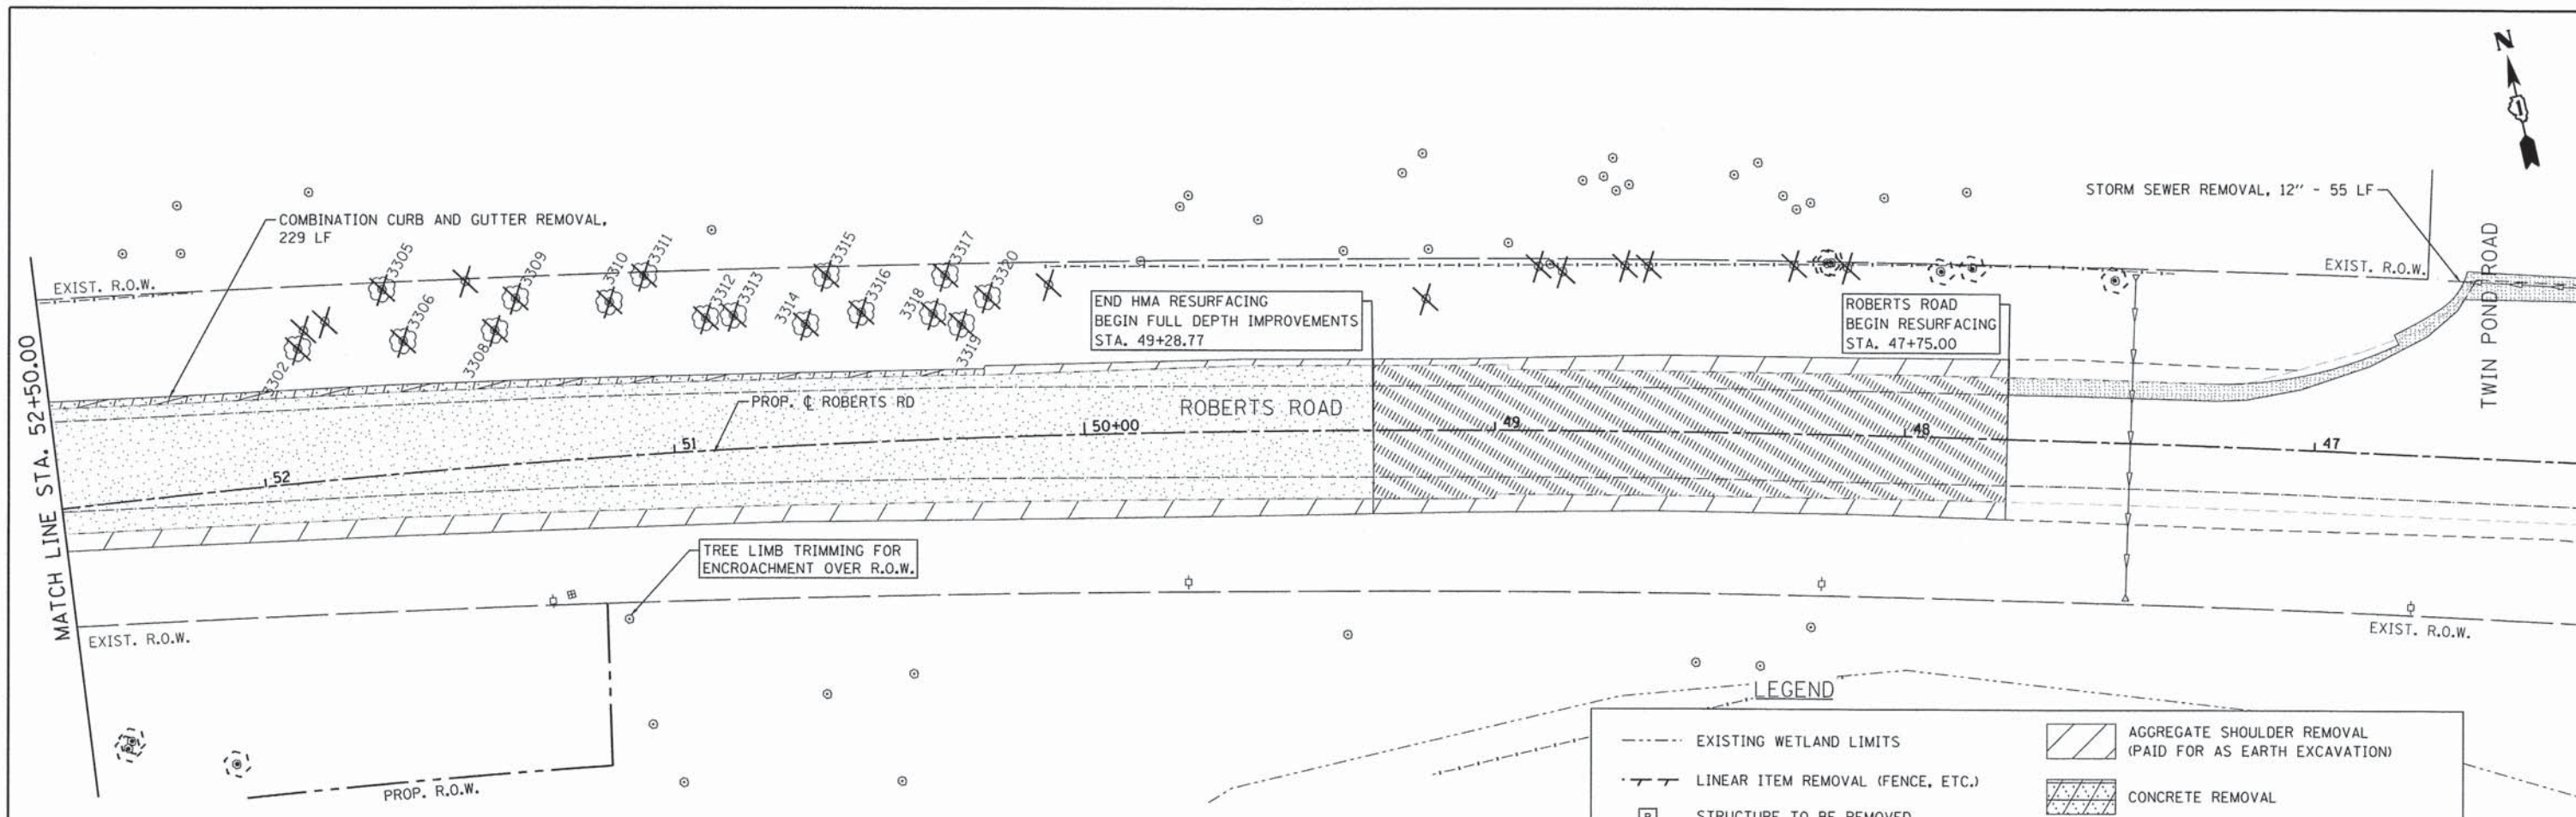 N
STORM SEWER REMOVAL, 12" - 55 LF
COMBINATION CURB AND GUTTER REMOVAL,
229 LF
EXIST. R.O.W.
3302
3305
3306
3308
3309
3310
3311
3312
3313
3314
3315
3316
3317
3318
3319
3320
END HMA RESURFACING
BEGIN FULL DEPTH IMPROVEMENTS
STA. 49+28.77
ROBERTS ROAD
BEGIN RESURFACING
STA. 47+75.00
EXIST. R.O.W.
TWIN POND ROAD
MATCH LINE STA. 52+50.00
PROP. ℄ ROBERTS RD
ROBERTS ROAD
52
51
50+00
49
48
47
TREE LIMB TRIMMING FOR
ENCROACHMENT OVER R.O.W.
EXIST. R.O.W.
EXIST. R.O.W.
PROP. R.O.W.
LEGEND
EXISTING WETLAND LIMITS
LINEAR ITEM REMOVAL (FENCE, ETC.)
STRUCTURE TO BE REMOVED
AGGREGATE SHOULDER REMOVAL
(PAID FOR AS EARTH EXCAVATION)
CONCRETE REMOVAL